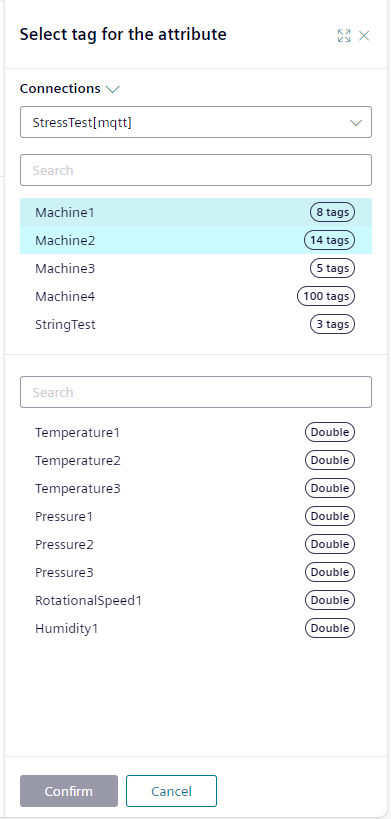 Select tag for the attribute
Connections
StressTest[mqtt]
Search
Machine1 8 tags
Machine2 14 tags
Machine3 5 tags
Machine4 100 tags
StringTest 3 tags
Search
Temperature1 Double
Temperature2 Double
Temperature3 Double
Pressure1 Double
Pressure2 Double
Pressure3 Double
RotationalSpeed1 Double
Humidity1 Double
Confirm Cancel